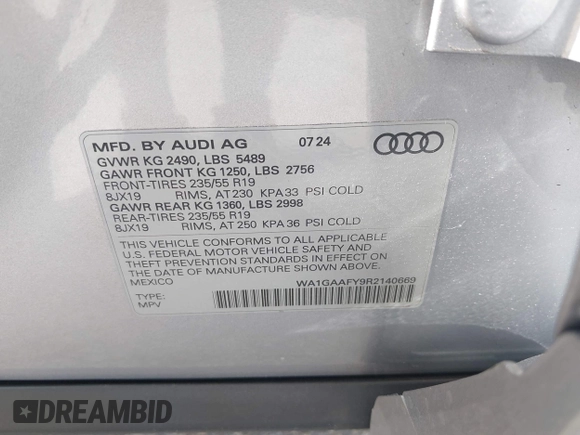 MFD. BY AUDI AG 07 24
GVWR KG 2490, LBS 5489
GAWR FRONT KG 1250, LBS 2756
FRONT-TIRES 235/55 R19
8JX19 RIMS, AT 230 KPA 33 PSI COLD
GAWR REAR KG 1360, LBS 2998
REAR-TIRES 235/55 R19
8JX19 RIMS, AT 250 KPA 36 PSI COLD
THIS VEHICLE CONFORMS TO ALL APPLICABLE
U.S. FEDERAL MOTOR VEHICLE SAFETY AND
THEFT PREVENTION STANDARDS IN EFFECT ON
THE DATE OF MANUFACTURE SHOWN ABOVE.
MEXICO WA1GAAFY9R2140669
TYPE:
MPV
DREAMBID